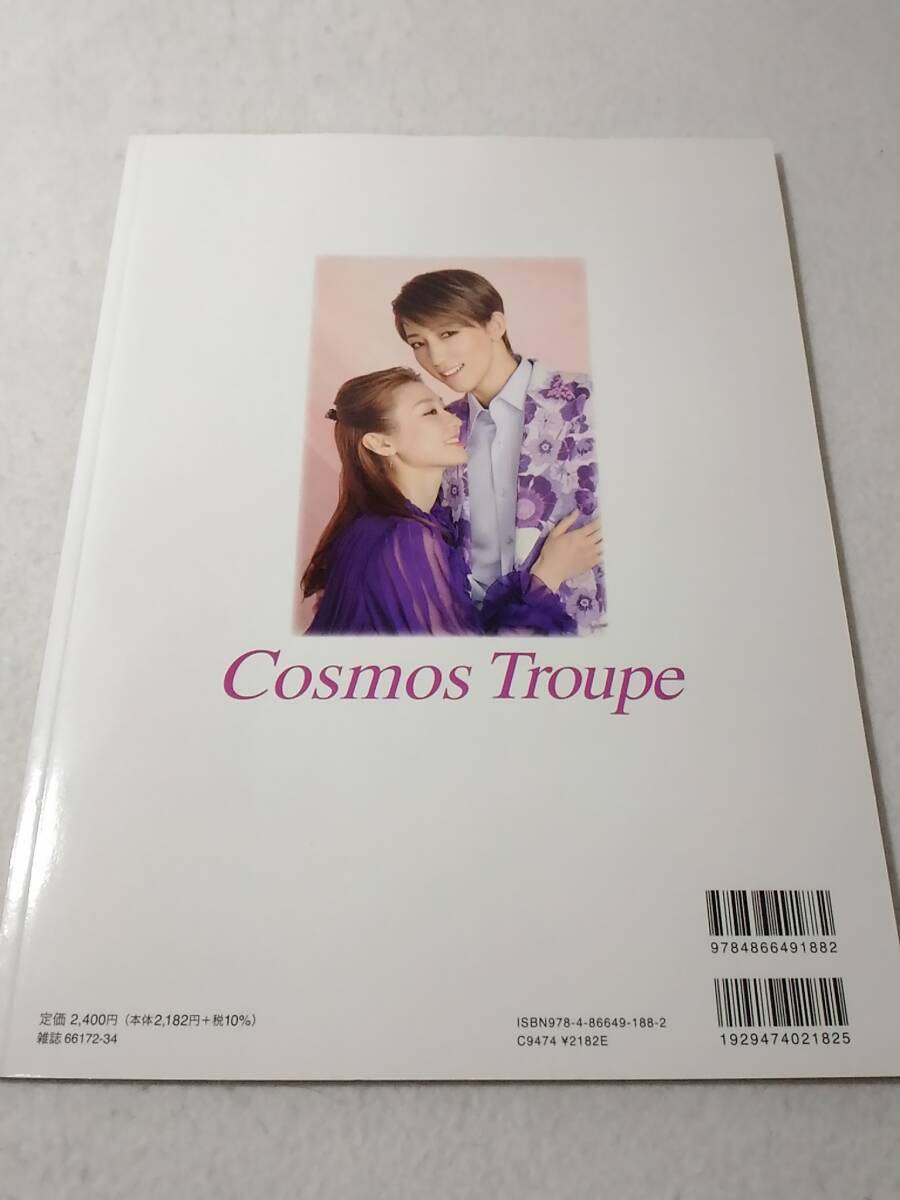 Cosmos Troupe
9784866491882
定価 2,400円（本体2,182円＋税10%）
雑誌 66172-34
ISBN978-4-86649-188-2
C9474 ¥2182E
1929474021825